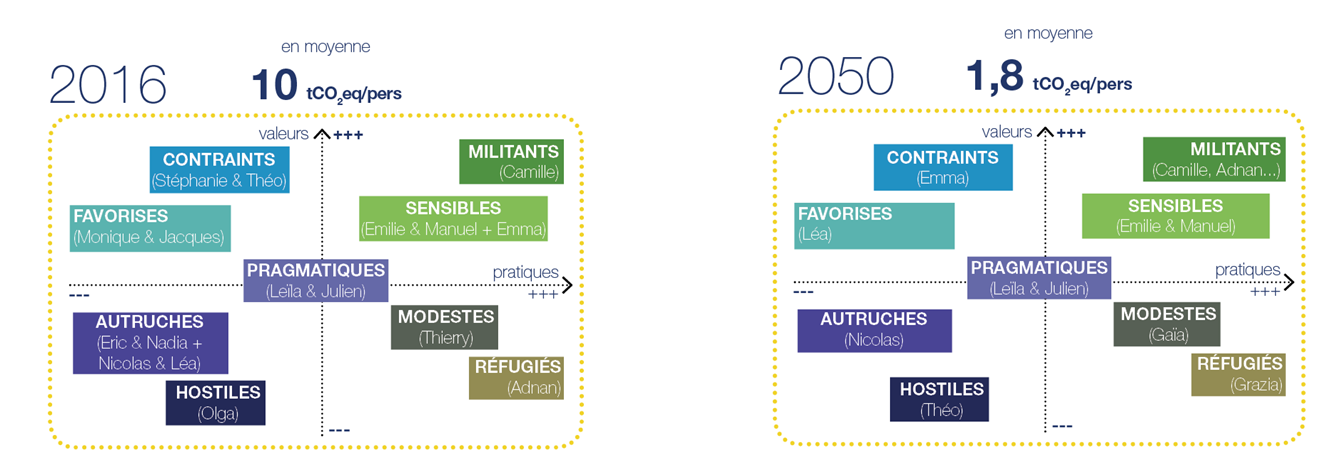 en moyenne
2016
10 tCO2eq/pers
valeurs +++
CONTRAINTS
(Stéphanie & Théo)
MILITANTS
(Camille)
FAVORISES
(Monique & Jacques)
SENSIBLES
(Emilie & Manuel + Emma)
PRAGMATIQUES
(Leïla & Julien)
pratiques
+++
---
AUTRUCHES
(Eric & Nadia +
Nicolas & Léa)
MODESTES
(Thierry)
RÉFUGIÉS
(Adnan)
HOSTILES
(Olga)
---
en moyenne
2050
1,8 tCO2eq/pers
valeurs +++
CONTRAINTS
(Emma)
MILITANTS
(Camille, Adnan...)
FAVORISES
(Léa)
SENSIBLES
(Emilie & Manuel)
PRAGMATIQUES
(Leïla & Julien)
pratiques
+++
---
AUTRUCHES
(Nicolas)
MODESTES
(Gaïa)
RÉFUGIÉS
(Grazia)
HOSTILES
(Théo)
---